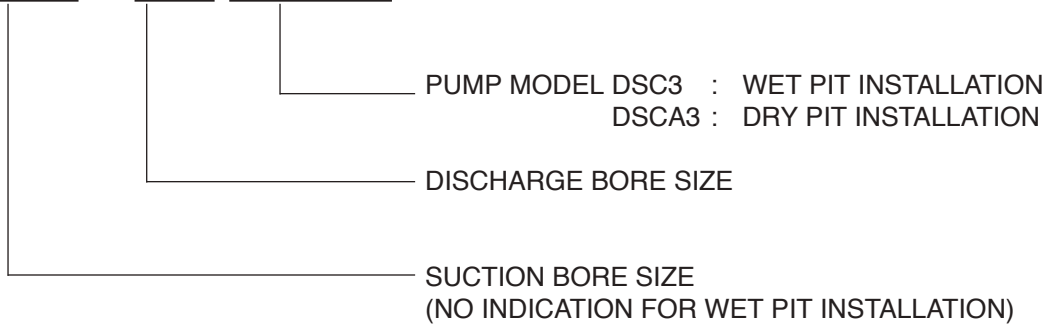 PUMP MODEL DSC3 : WET PIT INSTALLATION
DSCA3 : DRY PIT INSTALLATION
DISCHARGE BORE SIZE
SUCTION BORE SIZE
(NO INDICATION FOR WET PIT INSTALLATION)